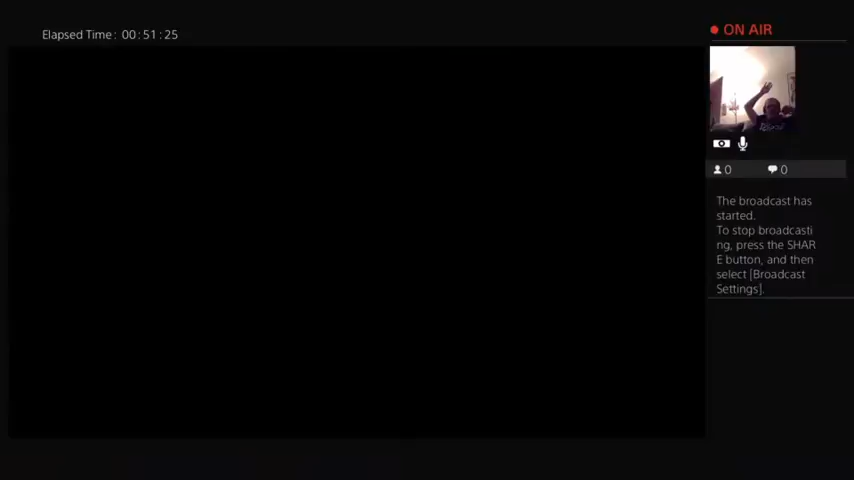 Elapsed Time: 00:51:25
ON AIR
0 0
The broadcast has
started.
To stop broadcasti
ng, press the SHAR
E button, and then
select [Broadcast
Settings].